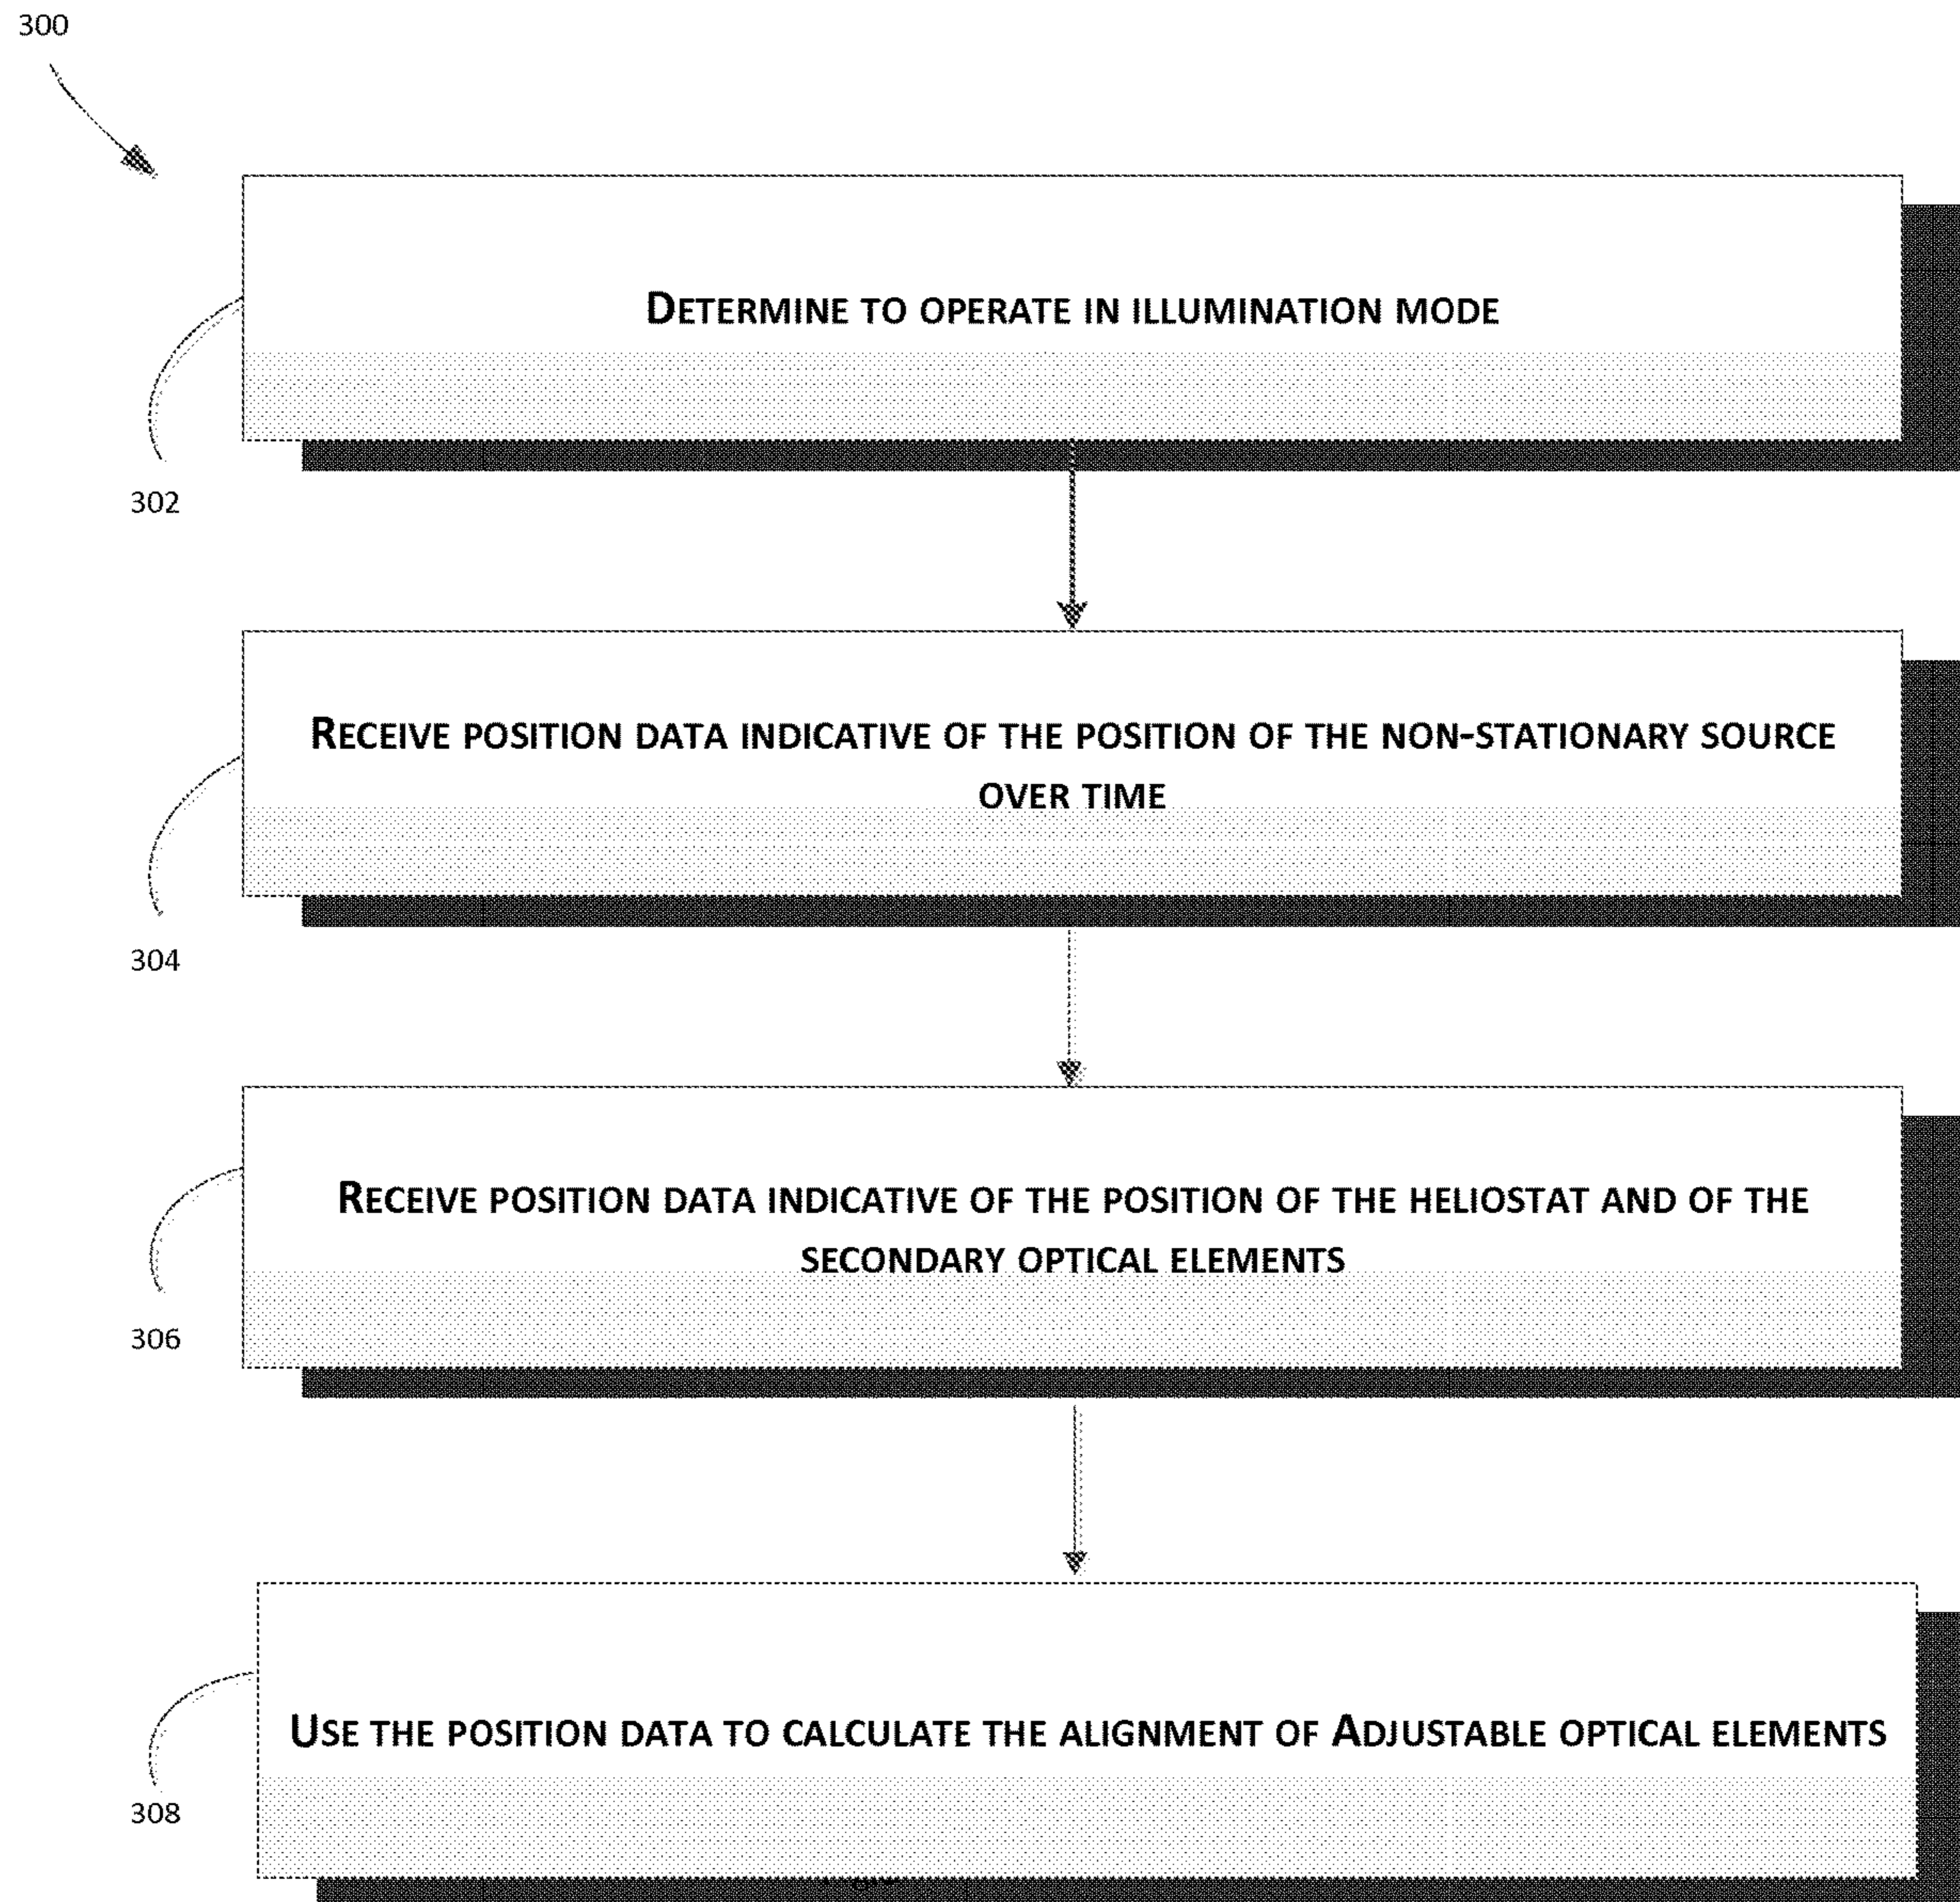 300
DETERMINE TO OPERATE IN ILLUMINATION MODE
302
RECEIVE POSITION DATA INDICATIVE OF THE POSITION OF THE NON-STATIONARY SOURCE
OVER TIME
304
RECEIVE POSITION DATA INDICATIVE OF THE POSITION OF THE HELIOSTAT AND OF THE
SECONDARY OPTICAL ELEMENTS
306
USE THE POSITION DATA TO CALCULATE THE ALIGNMENT OF ADJUSTABLE OPTICAL ELEMENTS
308